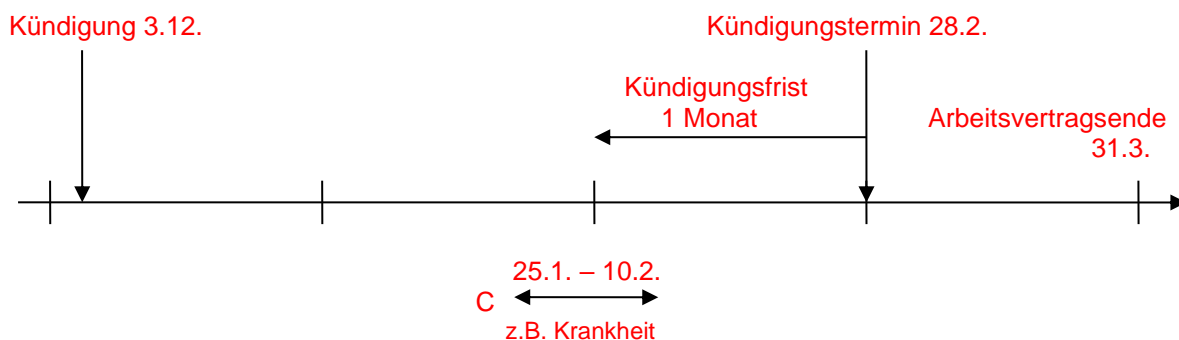 Kündigung 3.12.
Kündigungstermin 28.2.
Kündigungsfrist
1 Monat
Arbeitsvertragsende
31.3.
25.1. – 10.2.
C
z.B. Krankheit